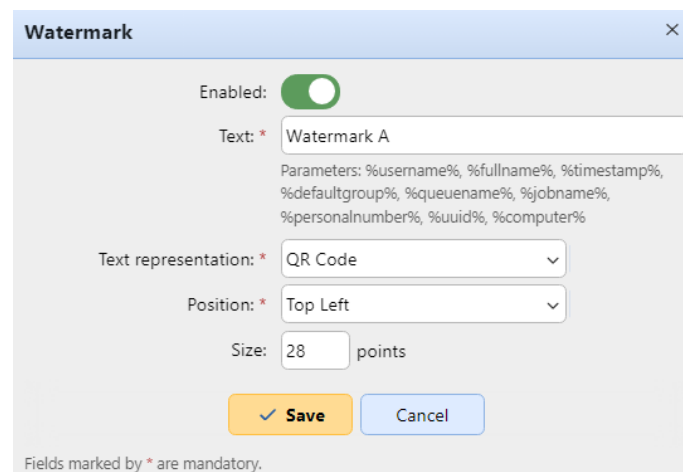 Watermark
Enabled:
Text: * Watermark A
Parameters: %username%, %fullname%, %timestamp%,
%defaultgroup%, %queuename%, %jobname%,
%personalnumber%, %uuid%, %computer%
Text representation: * QR Code
Position: * Top Left
Size: 28 points
Save Cancel
Fields marked by * are mandatory.